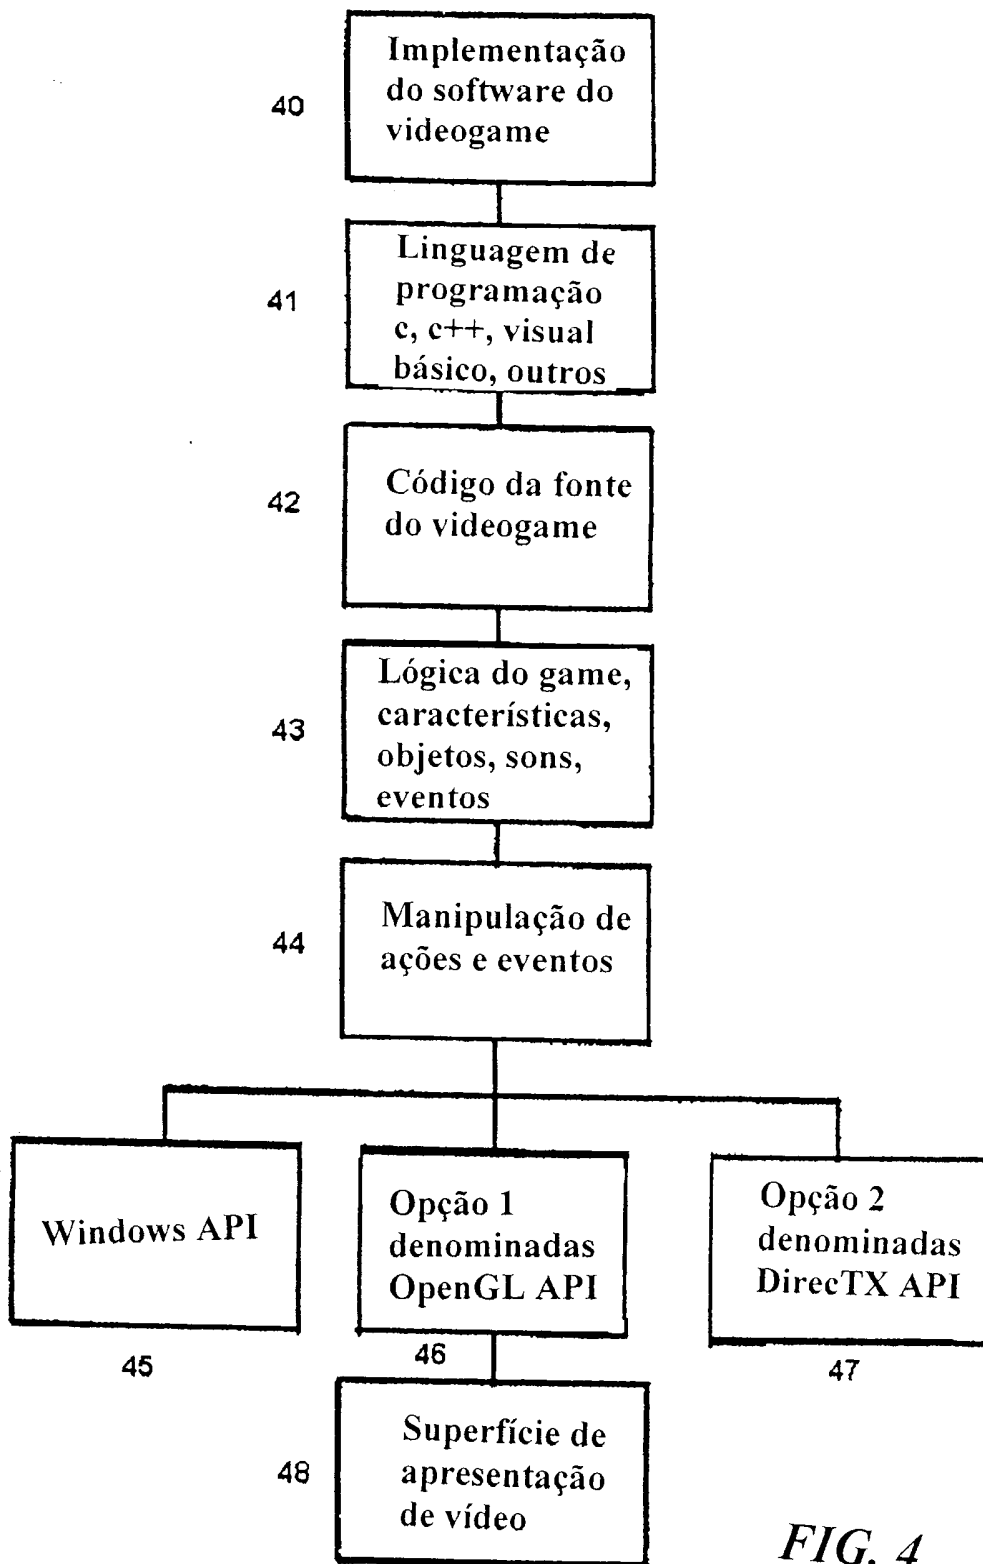 Implementação
do software do
videogame
40
Linguagem de
programação
c, c++, visual
básico, outros
41
Código da fonte
do videogame
42
Lógica do game,
características,
objetos, sons,
eventos
43
Manipulação de
ações e eventos
44
Windows API
45
Opção 1
denominadas
OpenGL API
46
Opção 2
denominadas
DirecTX API
47
Superfície de
apresentação
de vídeo
48
FIG. 4